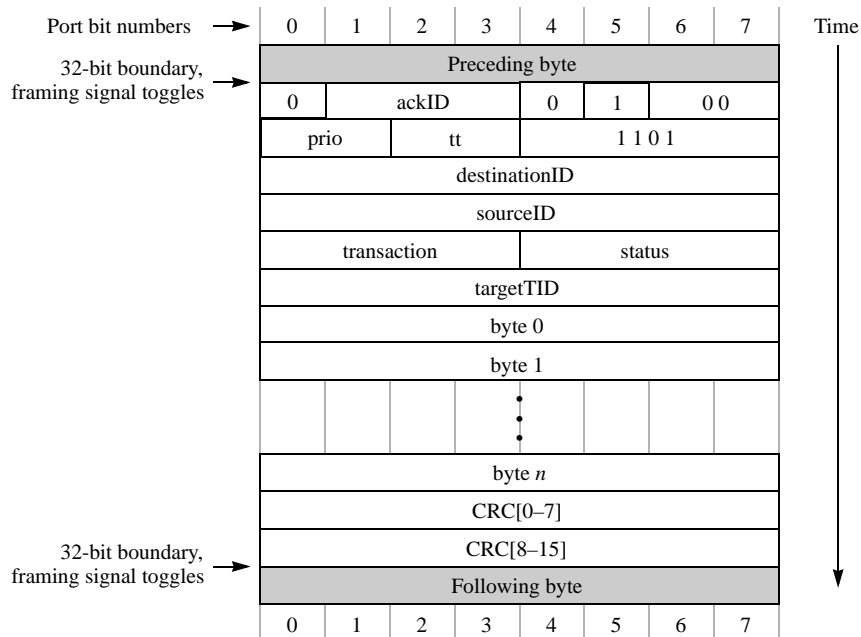 Port bit numbers 0 1 2 3 4 5 6 7 Time
Preceding byte
32-bit boundary,
framing signal toggles
0 ackID 0 1 0 0
prio tt 1 1 0 1
destinationID
sourceID
transaction status
targetTID
byte 0
byte 1
byte n
CRC[0–7]
CRC[8–15]
32-bit boundary,
framing signal toggles
Following byte
0 1 2 3 4 5 6 7